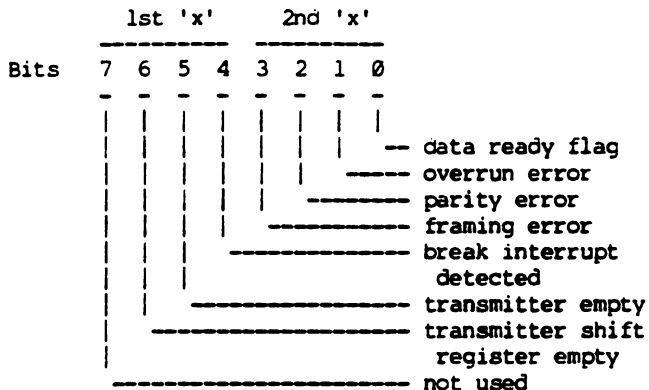 1st 'x' 2nd 'x'
Bits 7 6 5 4 3 2 1 0
data ready flag
overrun error
parity error
framing error
break interrupt
detected
transmitter empty
transmitter shift
register empty
not used